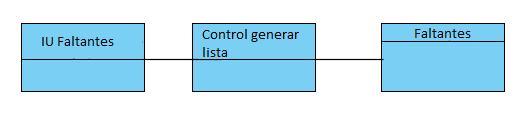 IU Faltantes
Control generar
lista
Faltantes